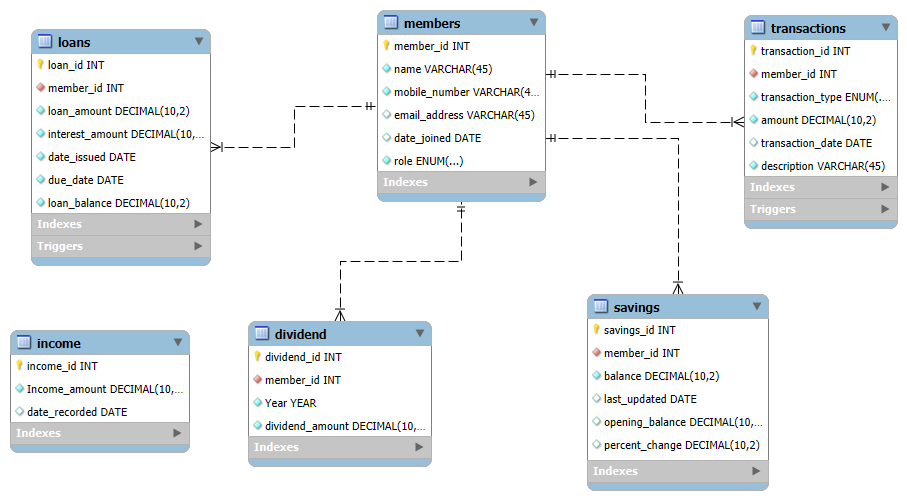 loans
loan_id INT
member_id INT
loan_amount DECIMAL(10,2)
interest_amount DECIMAL(10,...
date_issued DATE
due_date DATE
loan_balance DECIMAL(10,2)
Indexes
Triggers
members
member_id INT
name VARCHAR(45)
mobile_number VARCHAR(4...
email_address VARCHAR(45)
date_joined DATE
role ENUM(...)
Indexes
transactions
transaction_id INT
member_id INT
transaction_type ENUM(...
amount DECIMAL(10,2)
transaction_date DATE
description VARCHAR(45)
Indexes
Triggers
income
income_id INT
Income_amount DECIMAL(10,...
date_recorded DATE
Indexes
dividend
dividend_id INT
member_id INT
Year YEAR
dividend_amount DECIMAL(10,...
Indexes
savings
savings_id INT
member_id INT
balance DECIMAL(10,2)
last_updated DATE
opening_balance DECIMAL(10,...
percent_change DECIMAL(10,2)
Indexes